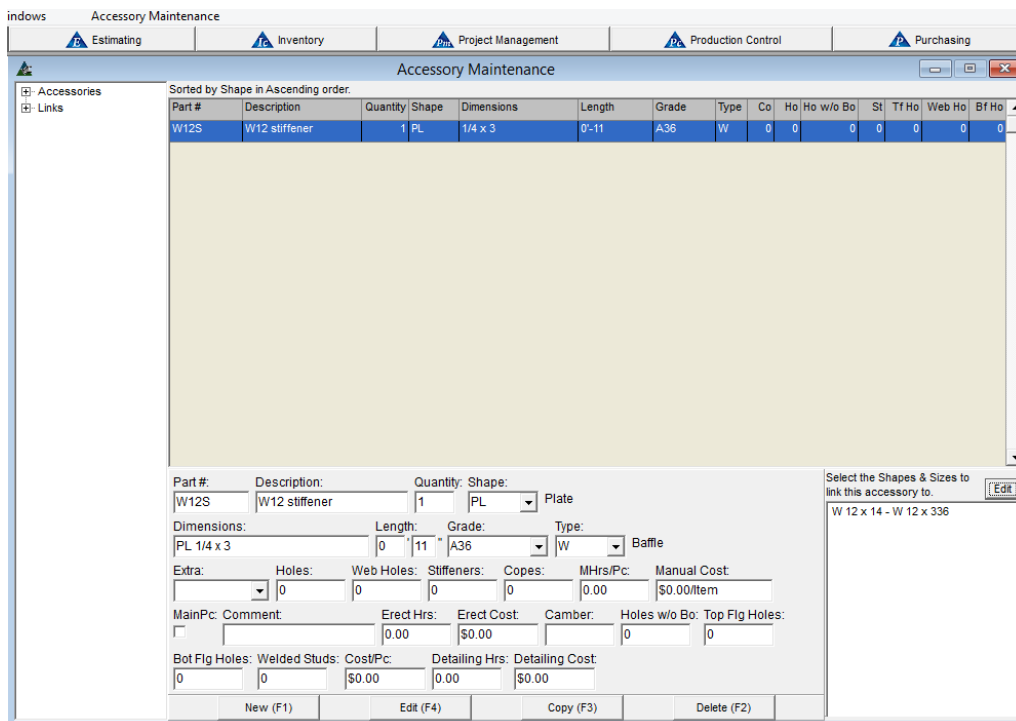 indows Accessory Maintenance
Estimating Inventory Project Management Production Control Purchasing
Accessory Maintenance
Accessories
Links
Sorted by Shape in Ascending order.
Part # Description Quantity Shape Dimensions Length Grade Type Co Ho Ho w/o Bo St Tf Ho Web Ho Bf Ho
W12S W12 stiffener 1 PL 1/4 x 3 0'-11 A36 W 0 0 0 0 0 0 0
Part #: Description: Quantity: Shape:
W12S W12 stiffener 1 PL Plate
Dimensions: Length: Grade: Type:
PL 1/4 x 3 0 ' 11 " A36 W Baffle
Extra: Holes: Web Holes: Stiffeners: Copes: MHrs/Pc: Manual Cost:
0 0 0 0 0.00 $0.00/Item
MainPc: Comment: Erect Hrs: Erect Cost: Camber: Holes w/o Bo: Top Flg Holes:
0.00 $0.00 0 0
Bot Flg Holes: Welded Studs: Cost/Pc: Detailing Hrs: Detailing Cost:
0 0 $0.00 0.00 $0.00
New (F1) Edit (F4) Copy (F3) Delete (F2)
Select the Shapes & Sizes to
link this accessory to. Edit
W 12 x 14 - W 12 x 336